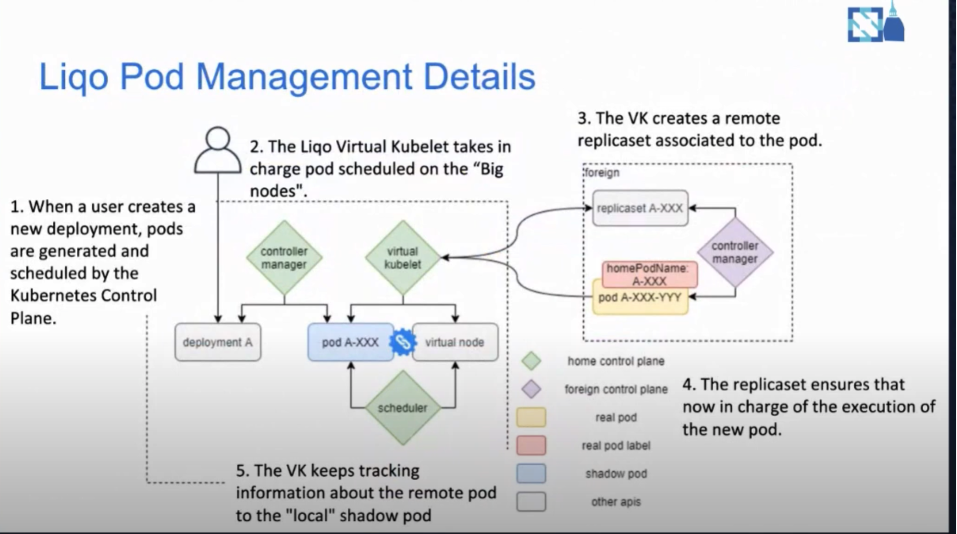 Liqo Pod Management Details
1. When a user creates a
new deployment, pods
are generated and
scheduled by the
Kubernetes Control
Plane.
2. The Liqo Virtual Kubelet takes in
charge pod scheduled on the “Big
nodes".
3. The VK creates a remote
replicaset associated to the pod.
foreign
replicaset A-XXX
controller
manager
homePodName:
A-XXX
pod A-XXX-YYY
controller
manager
virtual
kubelet
deployment A
pod A-XXX
virtual node
scheduler
home control plane
foreign control plane
real pod
real pod label
shadow pod
other apis
4. The replicaset ensures that
now in charge of the execution of
the new pod.
5. The VK keeps tracking
information about the remote pod
to the "local" shadow pod